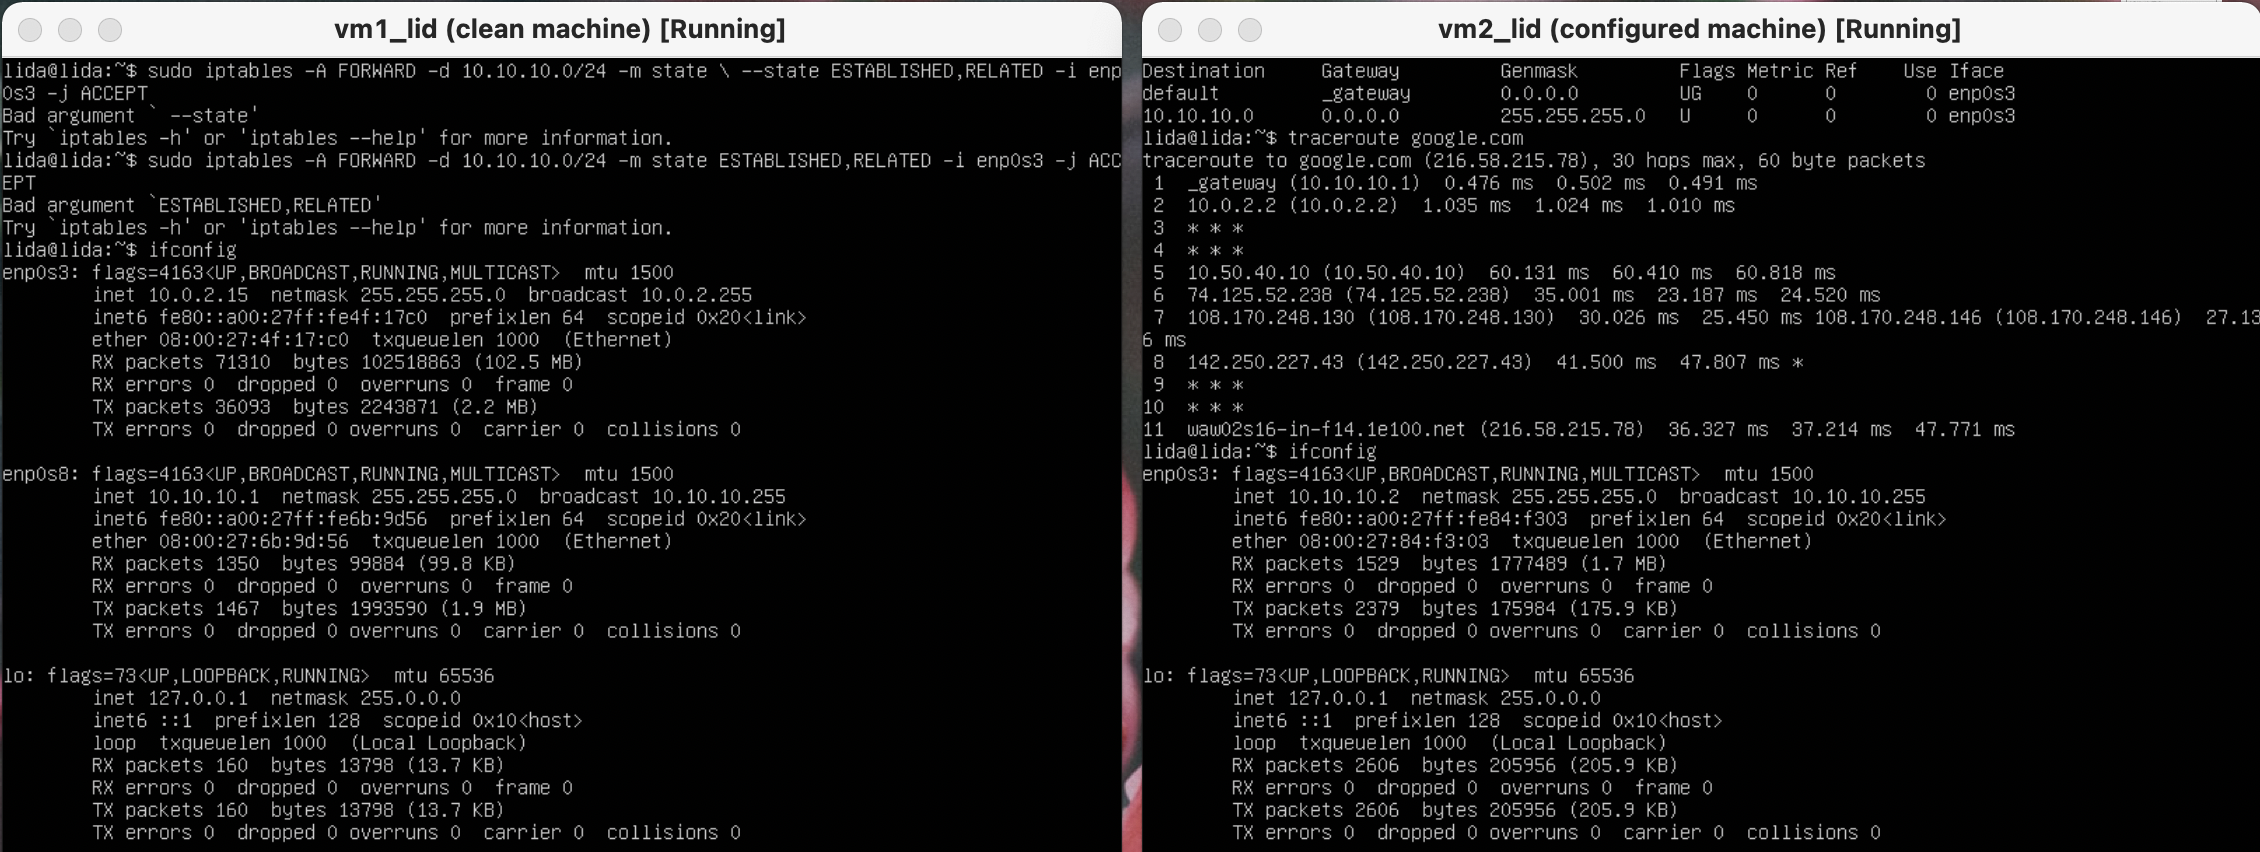 vm1_lid (clean machine) [Running]
lida@lida:~$ sudo iptables -A FORWARD -d 10.10.10.0/24 -m state \ --state ESTABLISHED,RELATED -i enp
0s3 -j ACCEPT
Bad argument ` --state'
Try `iptables -h' or 'iptables --help' for more information.
lida@lida:~$ sudo iptables -A FORWARD -d 10.10.10.0/24 -m state ESTABLISHED,RELATED -i enp0s3 -j ACC
EPT
Bad argument `ESTABLISHED,RELATED'
Try `iptables -h' or 'iptables --help' for more information.
lida@lida:~$ ifconfig
enp0s3: flags=4163<UP,BROADCAST,RUNNING,MULTICAST>  mtu 1500
        inet 10.0.2.15  netmask 255.255.255.0  broadcast 10.0.2.255
        inet6 fe80::a00:27ff:fe4f:17c0  prefixlen 64  scopeid 0x20<link>
        ether 08:00:27:4f:17:c0  txqueuelen 1000  (Ethernet)
        RX packets 71310  bytes 102518863 (102.5 MB)
        RX errors 0  dropped 0  overruns 0  frame 0
        TX packets 36093  bytes 2243871 (2.2 MB)
        TX errors 0  dropped 0 overruns 0  carrier 0  collisions 0
enp0s8: flags=4163<UP,BROADCAST,RUNNING,MULTICAST>  mtu 1500
        inet 10.10.10.1  netmask 255.255.255.0  broadcast 10.10.10.255
        inet6 fe80::a00:27ff:fe6b:9d56  prefixlen 64  scopeid 0x20<link>
        ether 08:00:27:6b:9d:56  txqueuelen 1000  (Ethernet)
        RX packets 1350  bytes 99884 (99.8 KB)
        RX errors 0  dropped 0  overruns 0  frame 0
        TX packets 1467  bytes 1993590 (1.9 MB)
        TX errors 0  dropped 0 overruns 0  carrier 0  collisions 0
lo: flags=73<UP,LOOPBACK,RUNNING>  mtu 65536
        inet 127.0.0.1  netmask 255.0.0.0
        inet6 ::1  prefixlen 128  scopeid 0x10<host>
        loop  txqueuelen 1000  (Local Loopback)
        RX packets 160  bytes 13798 (13.7 KB)
        RX errors 0  dropped 0  overruns 0  frame 0
        TX packets 160  bytes 13798 (13.7 KB)
        TX errors 0  dropped 0 overruns 0  carrier 0  collisions 0
vm2_lid (configured machine) [Running]
Destination     Gateway         Genmask         Flags Metric Ref    Use Iface
default         _gateway        0.0.0.0         UG    0      0        0 enp0s3
10.10.10.0      0.0.0.0         255.255.255.0   U     0      0        0 enp0s3
lida@lida:~$ traceroute google.com
traceroute to google.com (216.58.215.78), 30 hops max, 60 byte packets
 1  _gateway (10.10.10.1)  0.476 ms  0.502 ms  0.491 ms
 2  10.0.2.2 (10.0.2.2)  1.035 ms  1.024 ms  1.010 ms
 3  * * *
 4  * * *
 5  10.50.40.10 (10.50.40.10)  60.131 ms  60.410 ms  60.818 ms
 6  74.125.52.238 (74.125.52.238)  35.001 ms  23.187 ms  24.520 ms
 7  108.170.248.130 (108.170.248.130)  30.026 ms  25.450 ms 108.170.248.146 (108.170.248.146)  27.13
6 ms
 8  142.250.227.43 (142.250.227.43)  41.500 ms  47.807 ms *
 9  * * *
10  * * *
11  waw02s16-in-f14.1e100.net (216.58.215.78)  36.327 ms  37.214 ms  47.771 ms
lida@lida:~$ ifconfig
enp0s3: flags=4163<UP,BROADCAST,RUNNING,MULTICAST>  mtu 1500
        inet 10.10.10.2  netmask 255.255.255.0  broadcast 10.10.10.255
        inet6 fe80::a00:27ff:fe84:f303  prefixlen 64  scopeid 0x20<link>
        ether 08:00:27:84:f3:03  txqueuelen 1000  (Ethernet)
        RX packets 1529  bytes 1777489 (1.7 MB)
        RX errors 0  dropped 0  overruns 0  frame 0
        TX packets 2379  bytes 175984 (175.9 KB)
        TX errors 0  dropped 0 overruns 0  carrier 0  collisions 0
lo: flags=73<UP,LOOPBACK,RUNNING>  mtu 65536
        inet 127.0.0.1  netmask 255.0.0.0
        inet6 ::1  prefixlen 128  scopeid 0x10<host>
        loop  txqueuelen 1000  (Local Loopback)
        RX packets 2606  bytes 205956 (205.9 KB)
        RX errors 0  dropped 0  overruns 0  frame 0
        TX packets 2606  bytes 205956 (205.9 KB)
        TX errors 0  dropped 0 overruns 0  carrier 0  collisions 0